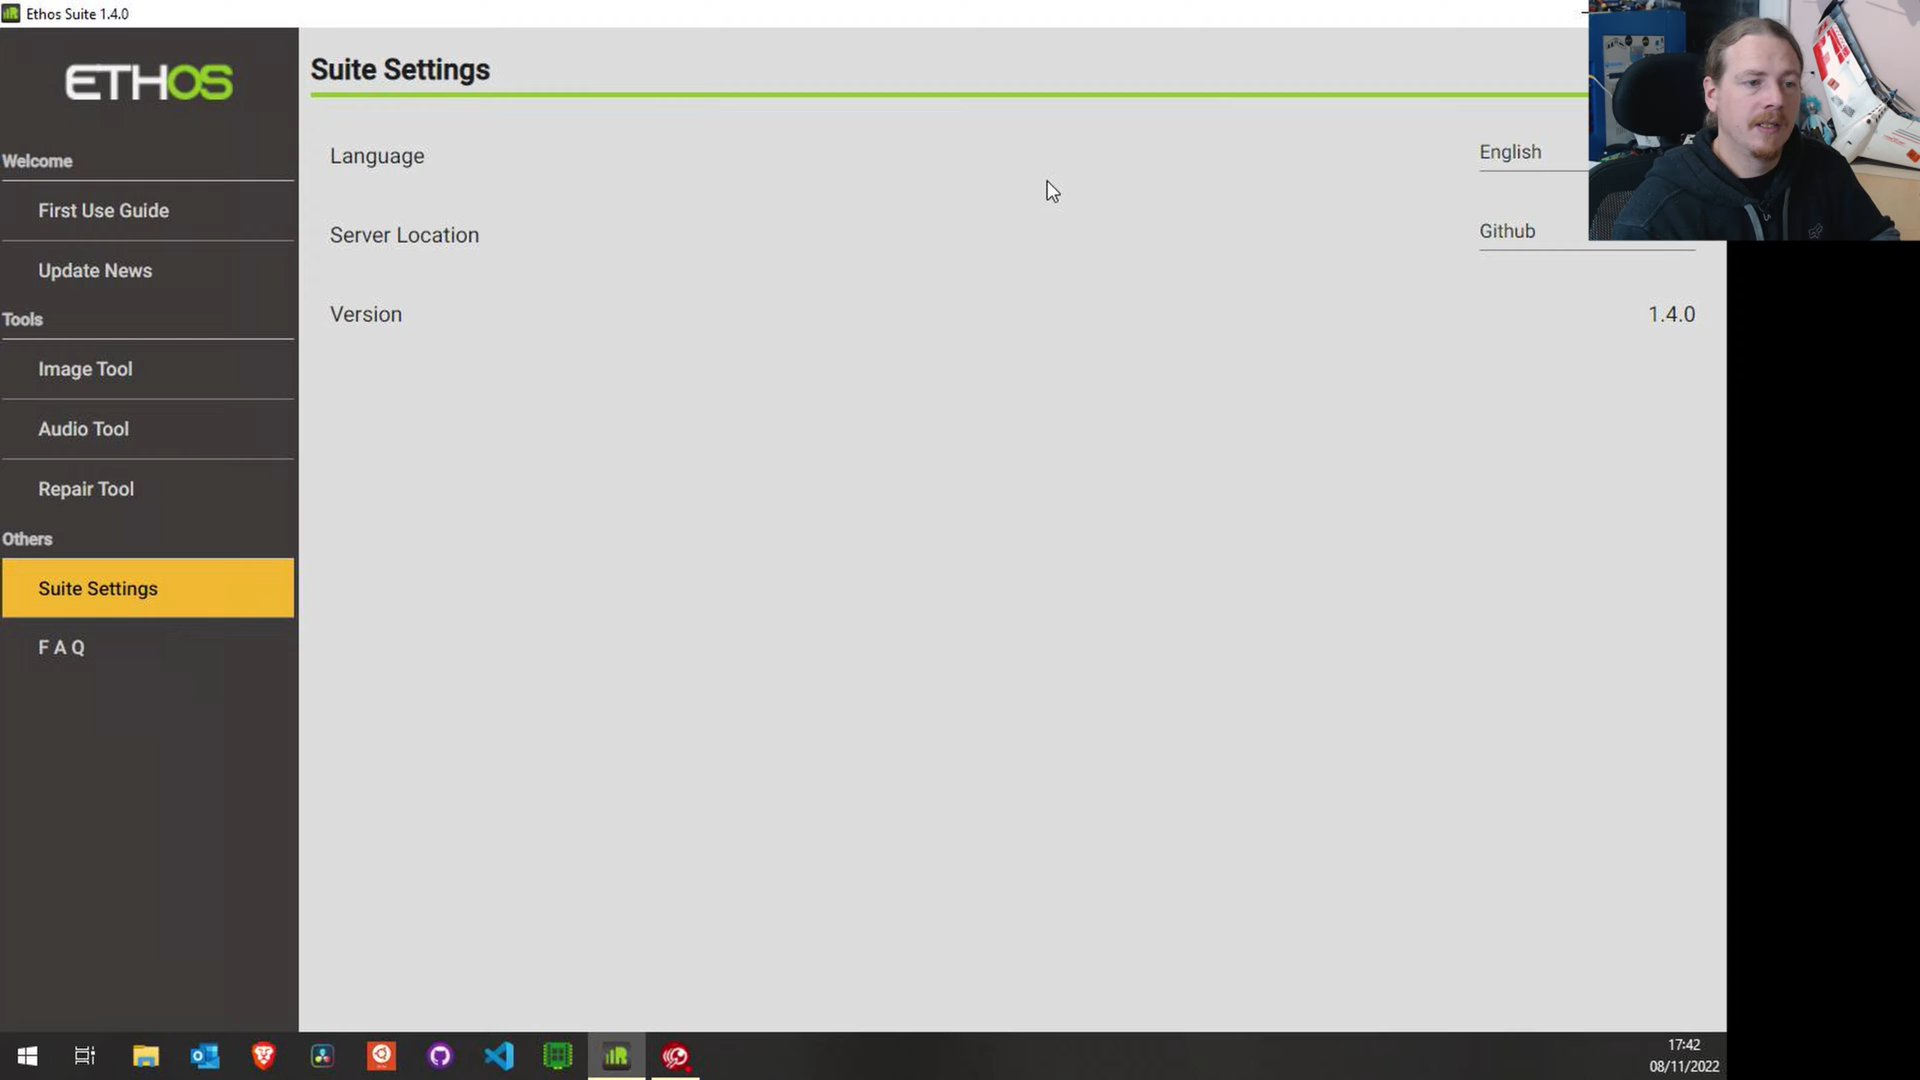 Ethos Suite 1.4.0
ETHOS
Suite Settings
Welcome
First Use Guide
Update News
Tools
Image Tool
Audio Tool
Repair Tool
Others
Suite Settings
F A Q
Language
English
Server Location
Github
Version
1.4.0
17:42
08/11/2022